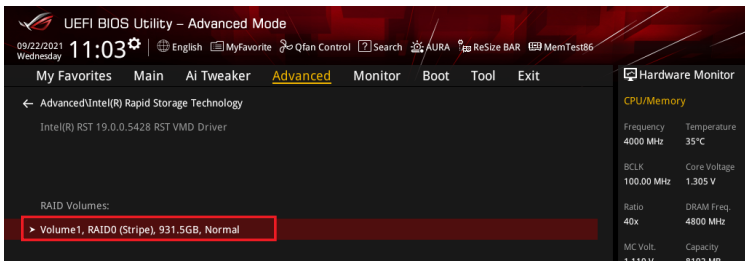 UEFI BIOS Utility – Advanced Mode
09/22/2021 Wednesday 11:03 English MyFavorite Qfan Control ? Search AURA ReSize BAR MemTest86
My Favorites Main Ai Tweaker Advanced Monitor Boot Tool Exit
Hardware Monitor
← Advanced\Intel(R) Rapid Storage Technology
Intel(R) RST 19.0.0.5428 RST VMD Driver
RAID Volumes:
> Volume1, RAID0 (Stripe), 931.5GB, Normal
CPU/Memory
Frequency Temperature
4000 MHz 35°C
BCLK Core Voltage
100.00 MHz 1.305 V
Ratio DRAM Freq.
40x 4800 MHz
MC Volt. Capacity